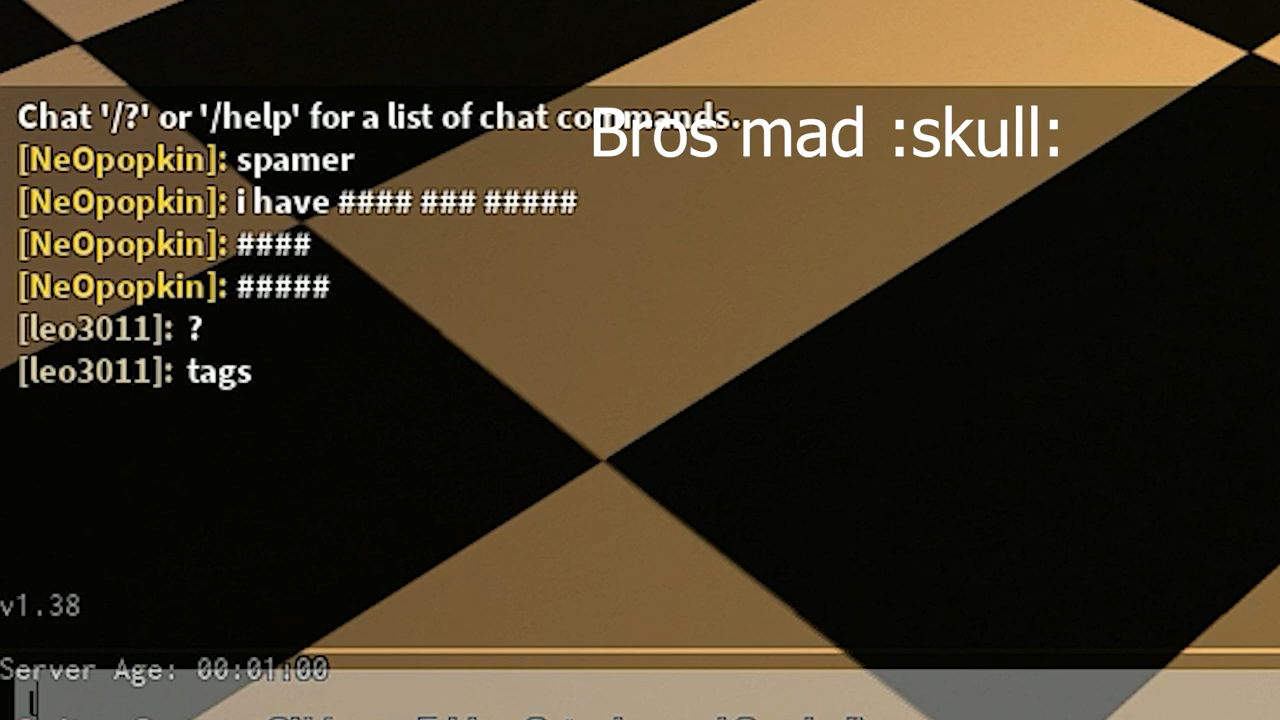 Chat '/?' or '/help' for a list of chat commands.
Bros mad :skull:
[NeOpopkin]: spamer
[NeOpopkin]: i have #### ### #####
[NeOpopkin]: ####
[NeOpopkin]: #####
[leo3011]: ?
[leo3011]: tags
v1.38
Server Age: 00:01:00